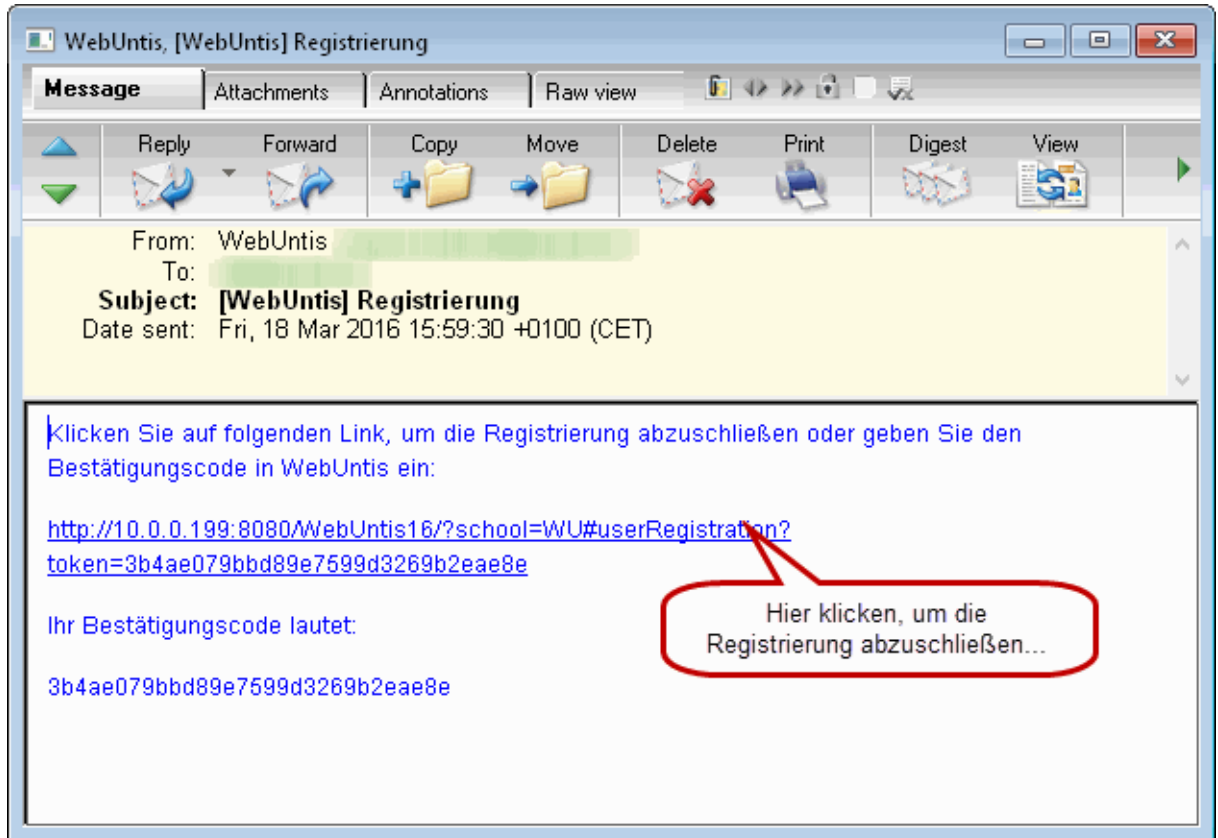 WebUntis, [WebUntis] Registrierung
Message Attachments Annotations Raw view
Reply Forward Copy Move Delete Print Digest View
From: WebUntis
To:
Subject: [WebUntis] Registrierung
Date sent: Fri, 18 Mar 2016 15:59:30 +0100 (CET)
Klicken Sie auf folgenden Link, um die Registrierung abzuschließen oder geben Sie den
Bestätigungscode in WebUntis ein:
http://10.0.0.199:8080/WebUntis16/?school=WU#userRegistration?
token=3b4ae079bbd89e7599d3269b2eae8e
Hier klicken, um die
Registrierung abzuschließen...
Ihr Bestätigungscode lautet:
3b4ae079bbd89e7599d3269b2eae8e